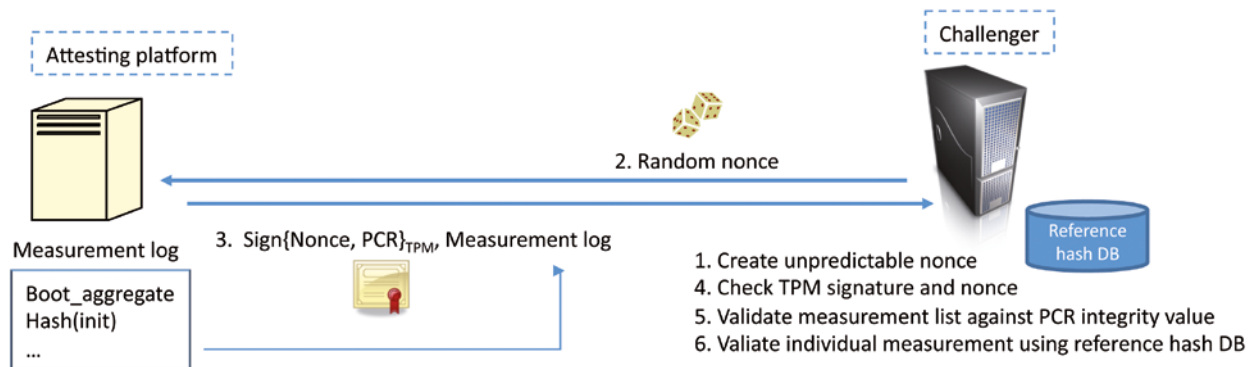 Attesting platform
Challenger
2. Random nonce
3. Sign{Nonce, PCR}TPM, Measurement log
Measurement log
Boot_aggregate
Hash(init)
...
Reference
hash DB
1. Create unpredictable nonce
4. Check TPM signature and nonce
5. Validate measurement list against PCR integrity value
6. Valiate individual measurement using reference hash DB